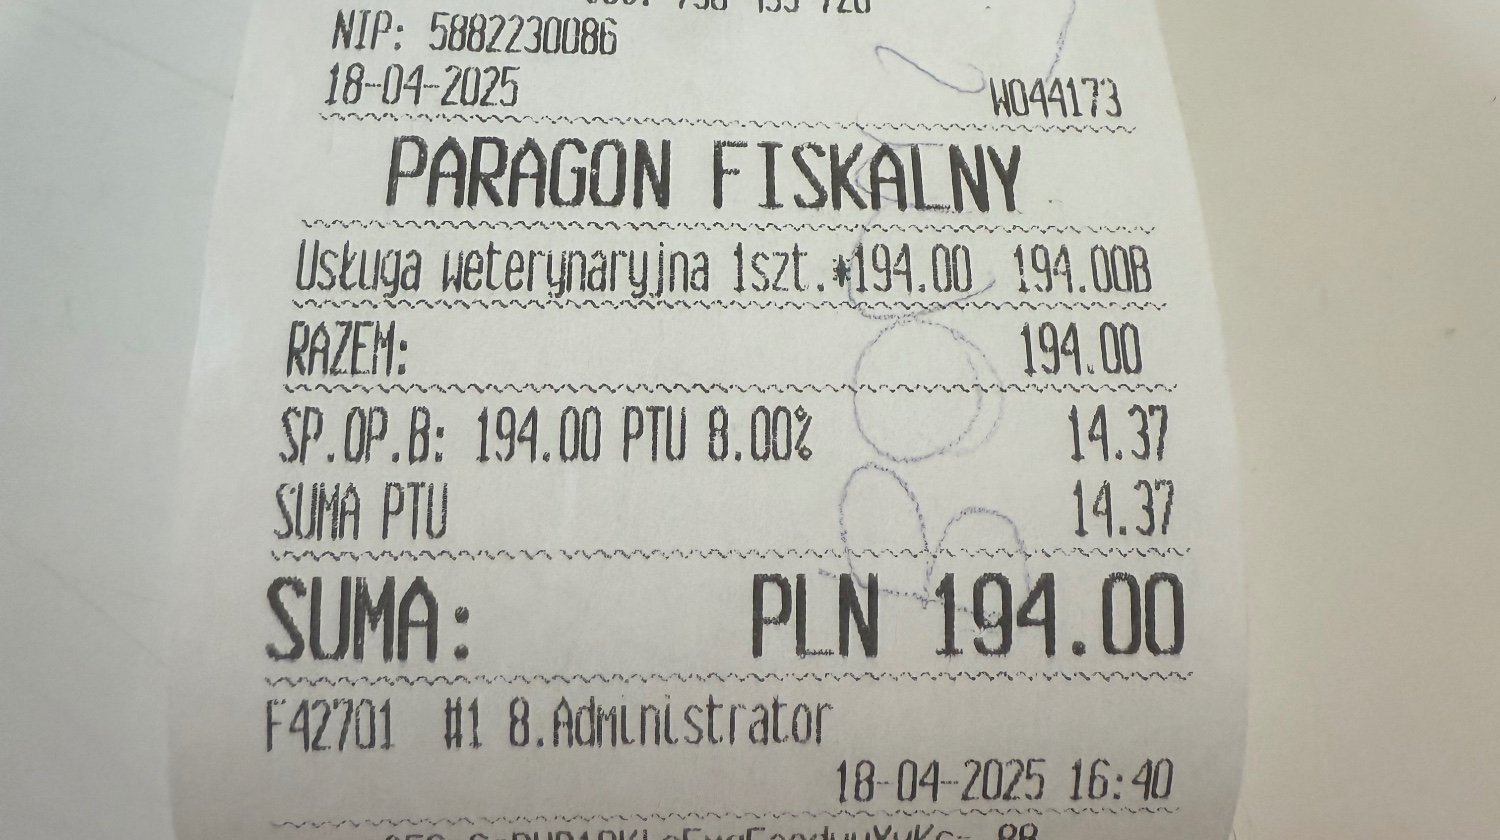 NIP: 5882230086
18-04-2025 W044173
PARAGON FISKALNY
Usługa weterynaryjna 1szt.*194.00 194.00B
RAZEM: 194.00
SP.OP.B: 194.00 PTU 8.00% 14.37
SUMA PTU 14.37
SUMA: PLN 194.00
F42701 #1 8.Administrator
18-04-2025 16:40